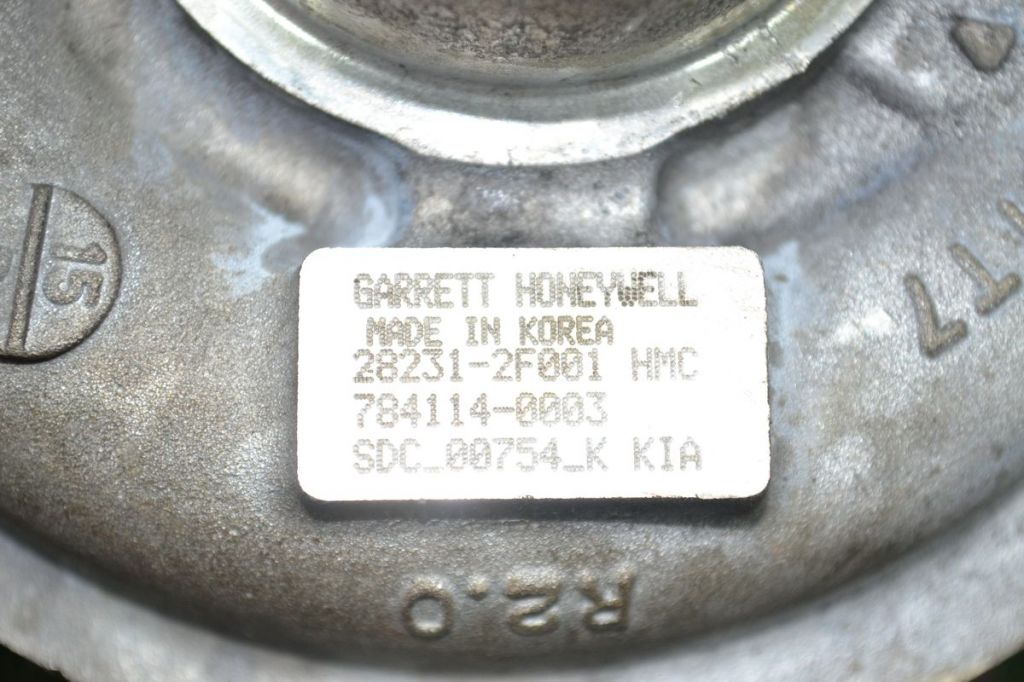 GARRETT HONEYWELL
MADE IN KOREA
28231-2F001 HMC
784114-0003
SDC_00754_K KIA
15
R2.0